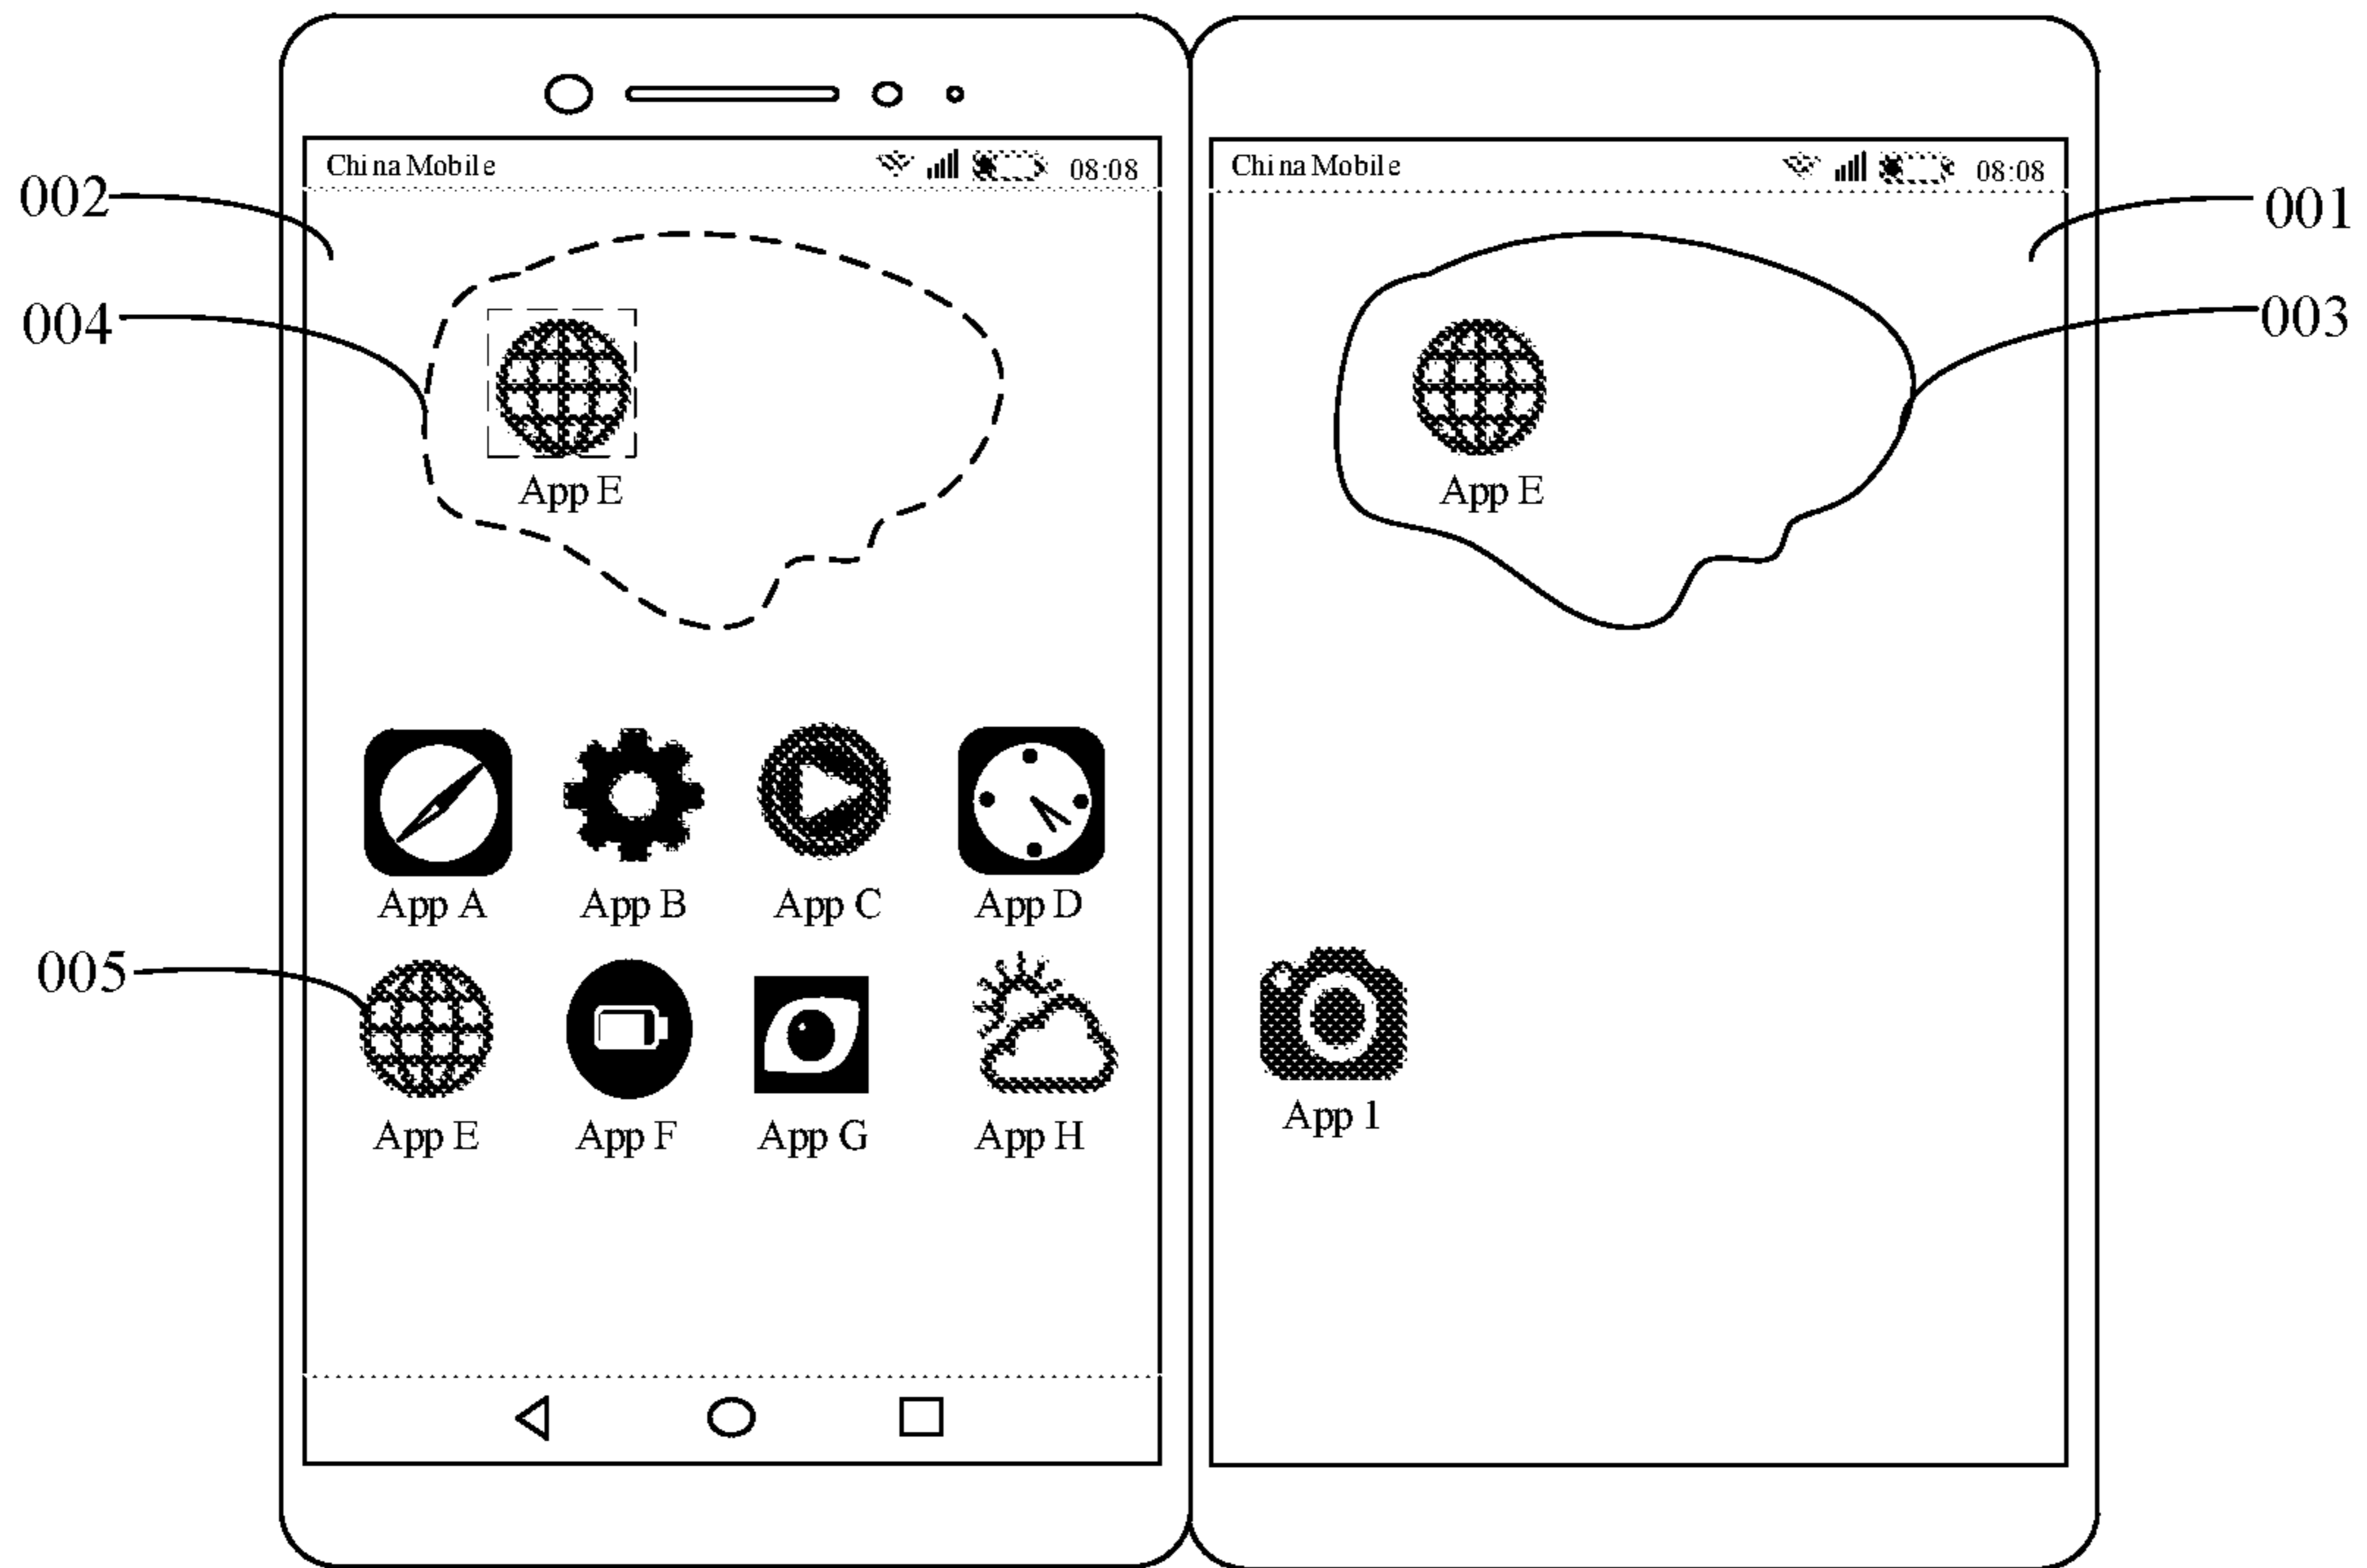 China Mobile 08:08
China Mobile 08:08
002
001
004
003
App E
App E
App A App B App C App D
005
App E App F App G App H
App 1